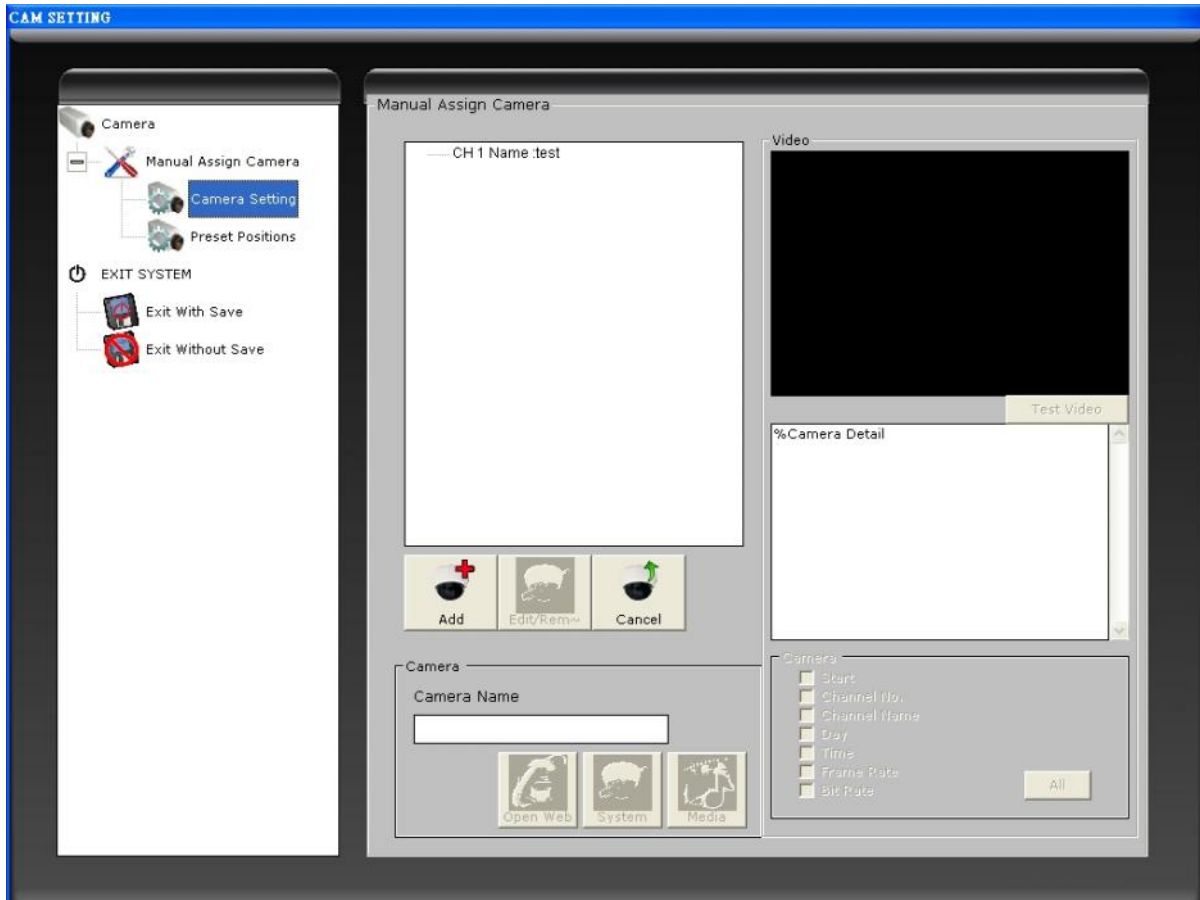 CAM SETTING
Camera
Manual Assign Camera
Camera Setting
Preset Positions
EXIT SYSTEM
Exit With Save
Exit Without Save
Manual Assign Camera
CH 1 Name :test
Add
Edit/Rem~
Cancel
Camera
Camera Name
Open Web
System
Media
Video
Test Video
%Camera Detail
Camera
Start
Channel No.
Channel Name
Day
Time
Frame Rate
Bit Rate
All